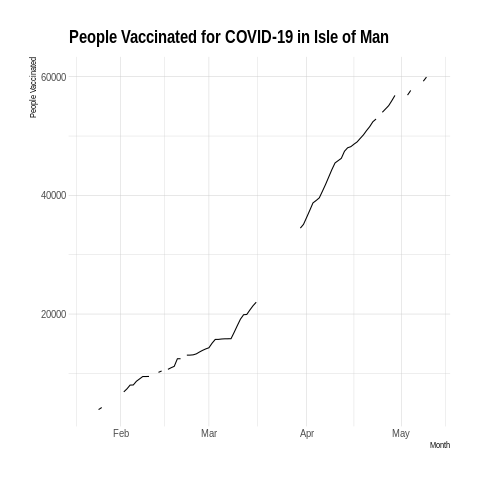 People Vaccinated for COVID-19 in Isle of Man
People Vaccinated
60000
40000
20000
Feb
Mar
Apr
May
Month